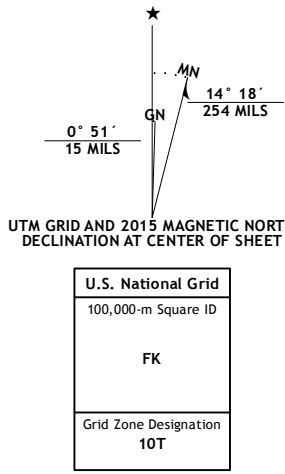 ★
MN
GN
14° 18´
254 MILS
0° 51´
15 MILS
UTM GRID AND 2015 MAGNETIC NORT
DECLINATION AT CENTER OF SHEET
U.S. National Grid
100,000-m Square ID
FK
Grid Zone Designation
10T